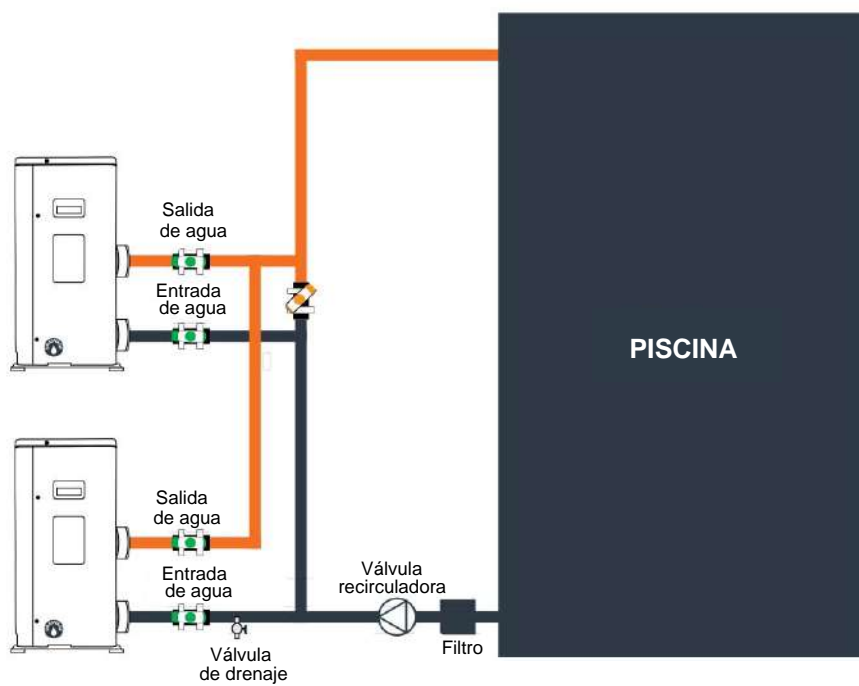 Salida
de agua
Entrada
de agua
PISCINA
Salida
de agua
Entrada
de agua
Válvula
recirculadora
Filtro
Válvula
de drenaje